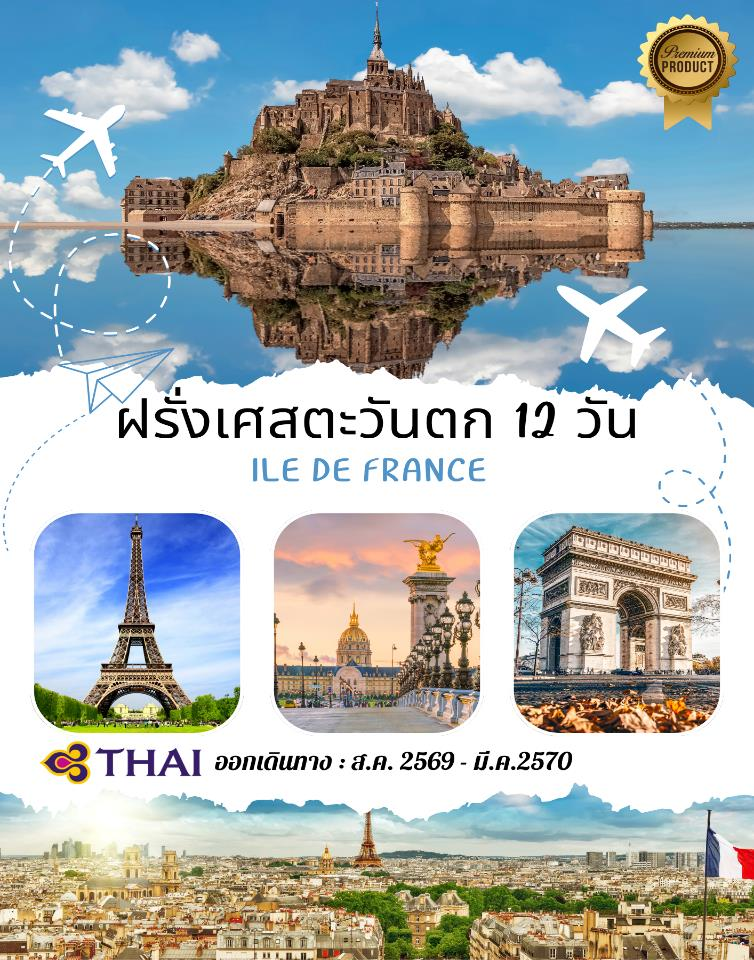 Premium
PRODUCT
ฝรั่งเศสตะวันตก 12 วัน
ILE DE FRANCE
THAI ออกเดินทาง : ส.ค. 2569 - มี.ค.2570